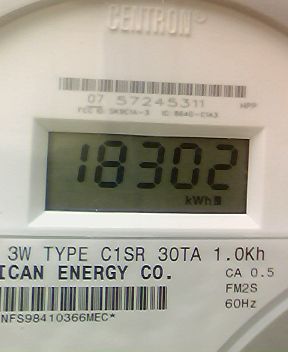 CENTRON
07 57245311 HPP
18302
kWh
3W TYPE C1SR 30TA 1.0Kh
ICAN ENERGY CO.
CA 0.5
FM2S
60Hz
NFS98410366MEC*